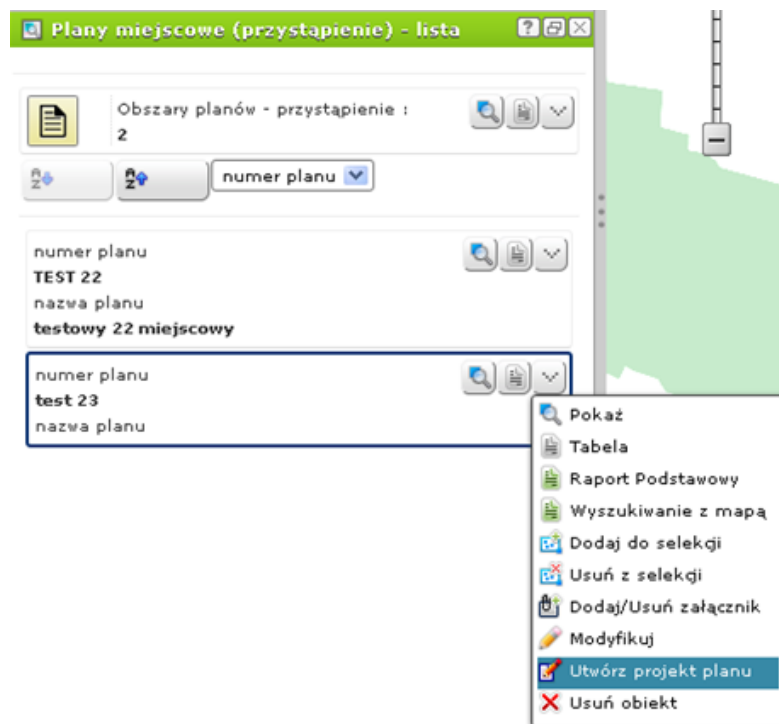 Plany miejscowe (przystąpienie) - lista
Obszary planów - przystąpienie :
2
numer planu
numer planu
TEST 22
nazwa planu
testowy 22 miejscowy
numer planu
test 23
nazwa planu
Pokaż
Tabela
Raport Podstawowy
Wyszukiwanie z mapą
Dodaj do selekcji
Usuń z selekcji
Dodaj/Usuń załącznik
Modyfikuj
Utwórz projekt planu
Usuń obiekt